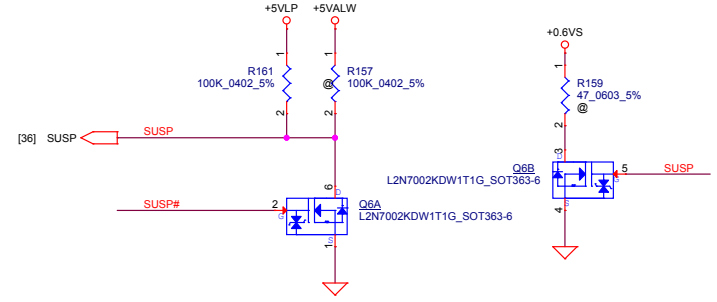 +5VLP
+5VALW
+0.6VS
1
1
1
R161
100K_0402_5%
R157
100K_0402_5%
@
R159
47_0603_5%
@
2
2
2
[36]
SUSP
SUSP
3
D
Q6B
L2N7002KDW1T1G_SOT363-6
5
SUSP
G
S
4
6
D
SUSP#
2
G
Q6A
L2N7002KDW1T1G_SOT363-6
S
1